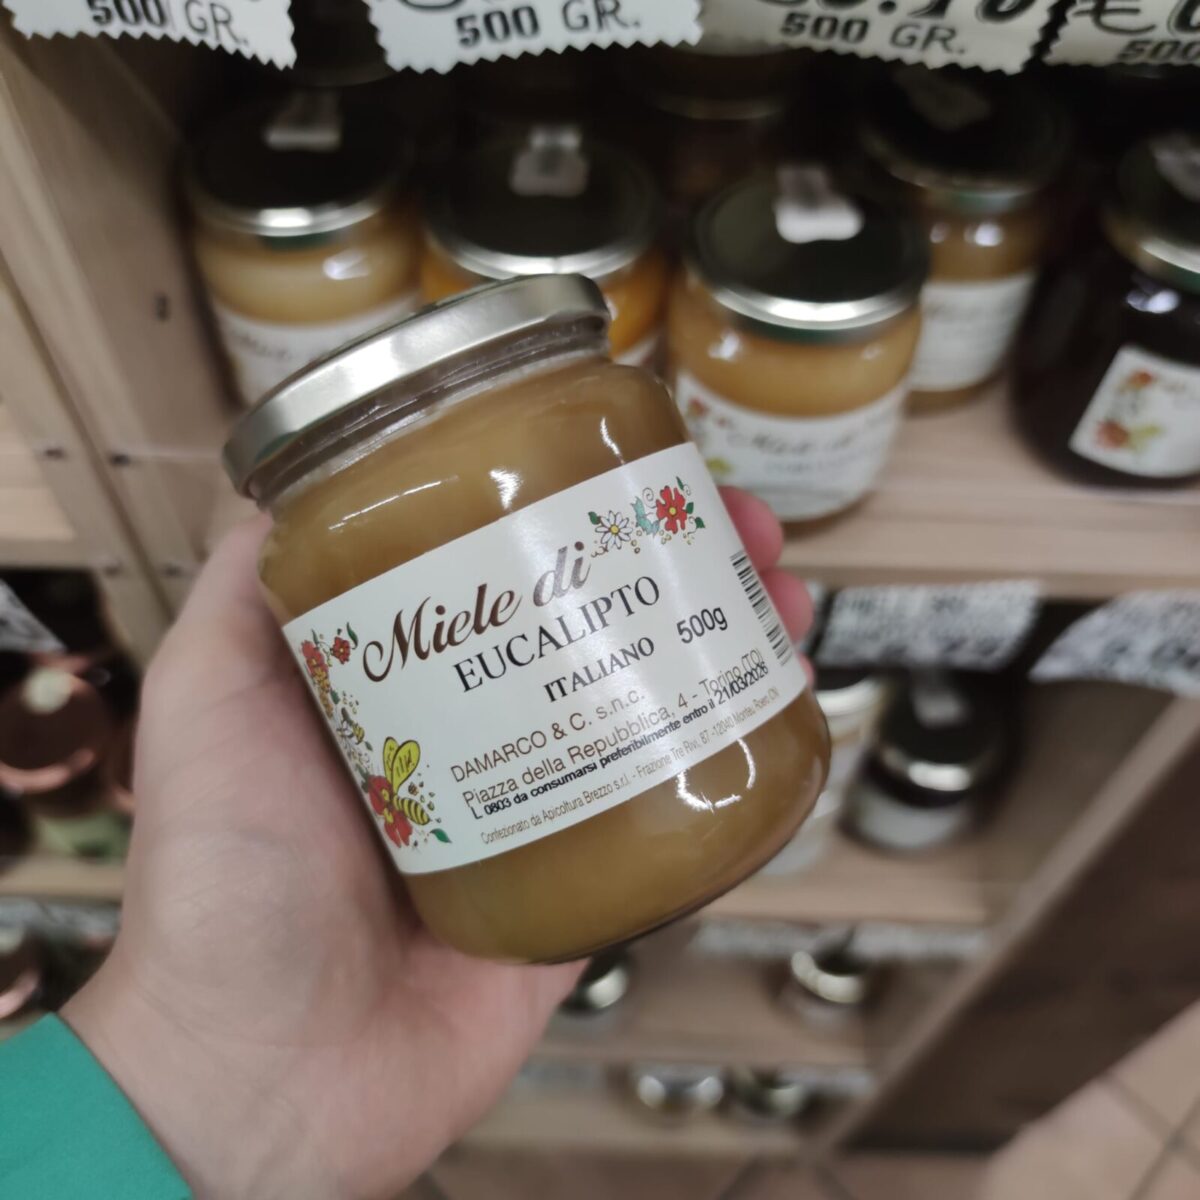 500 GR.
500 GR.
500 GR.
500
Miele di
EUCALIPTO
ITALIANO 500g
DAMARCO & C. s.n.c.
Piazza della Repubblica, 4 - Torino (TO)
L 0803 da consumarsi preferibilmente entro il 21/03/2026
Confezionato da Apicoltura Brezzo s.r.l. - Frazione Tre Rivi, 87 - 12040 Monteu Roero (CN)